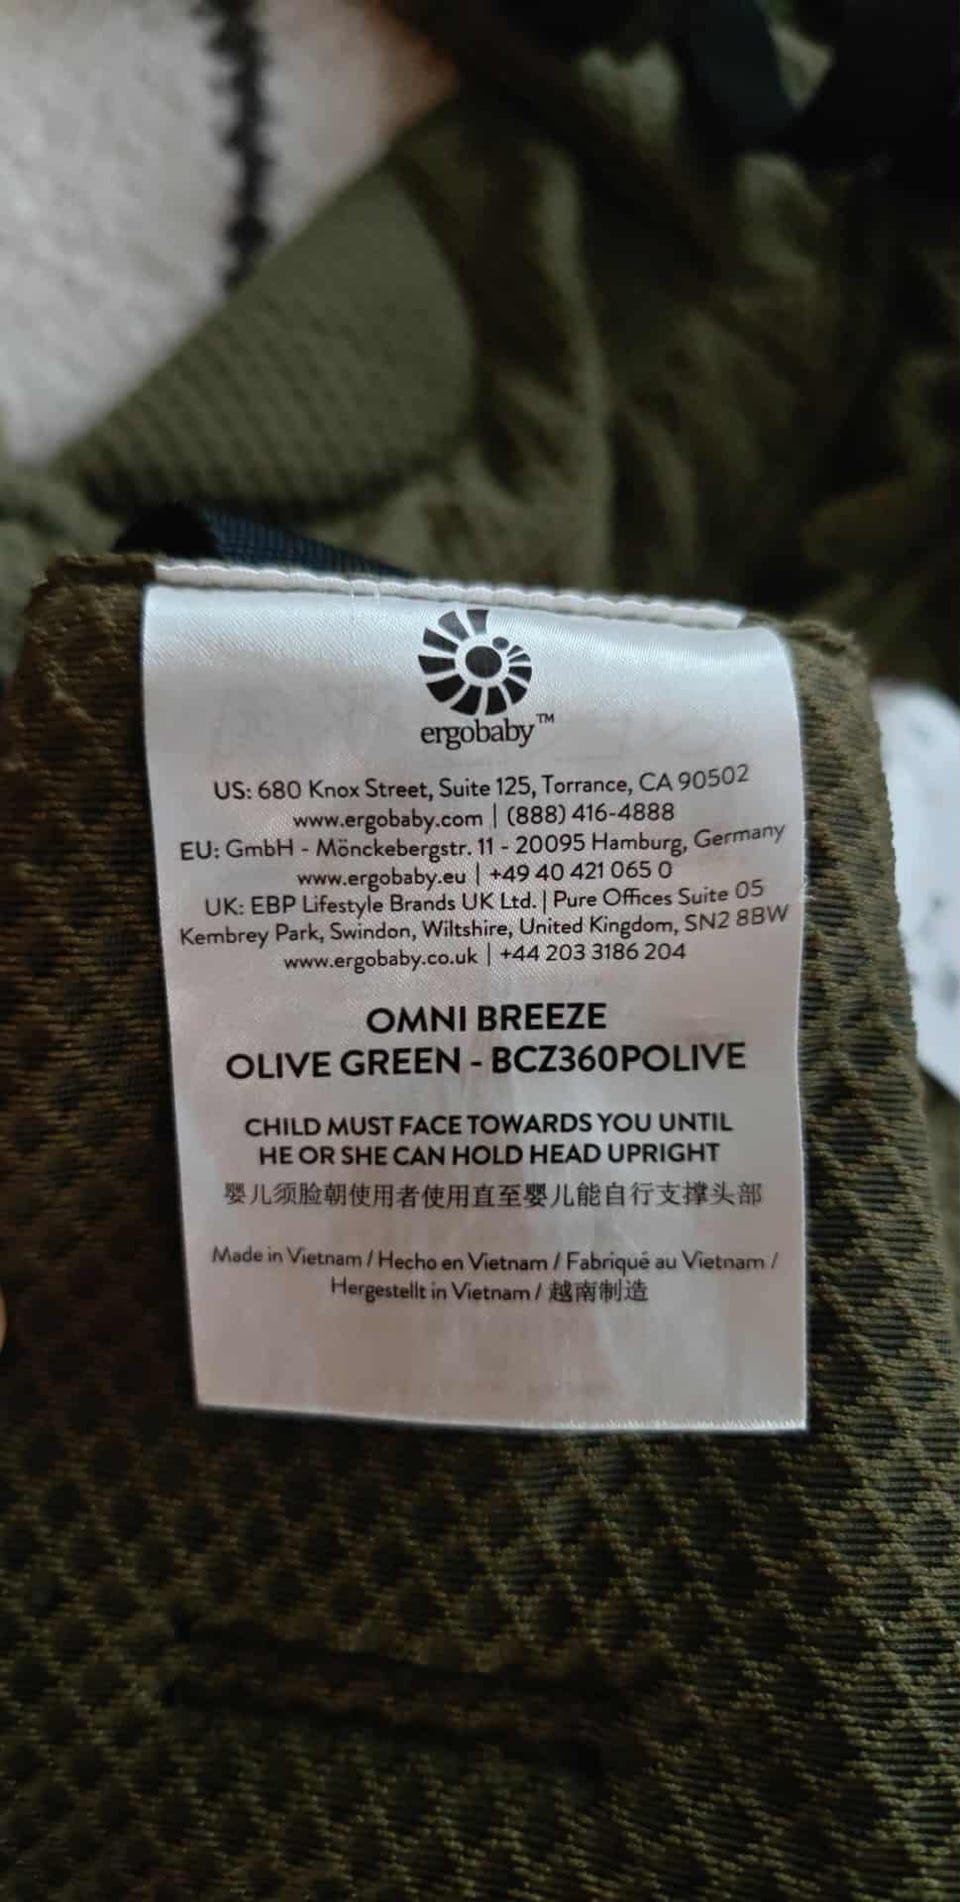 ergobaby™
US: 680 Knox Street, Suite 125, Torrance, CA 90502
www.ergobaby.com | (888) 416-4888
EU: GmbH - Mönckebergstr. 11 - 20095 Hamburg, Germany
www.ergobaby.eu | +49 40 421 065 0
UK: EBP Lifestyle Brands UK Ltd. | Pure Offices Suite 05
Kembrey Park, Swindon, Wiltshire, United Kingdom, SN2 8BW
www.ergobaby.co.uk | +44 203 3186 204
OMNI BREEZE
OLIVE GREEN - BCZ360POLIVE
CHILD MUST FACE TOWARDS YOU UNTIL
HE OR SHE CAN HOLD HEAD UPRIGHT
婴儿须脸朝使用者使用直至婴儿能自行支撑头部
Made in Vietnam / Hecho en Vietnam / Fabriqué au Vietnam /
Hergestellt in Vietnam / 越南制造